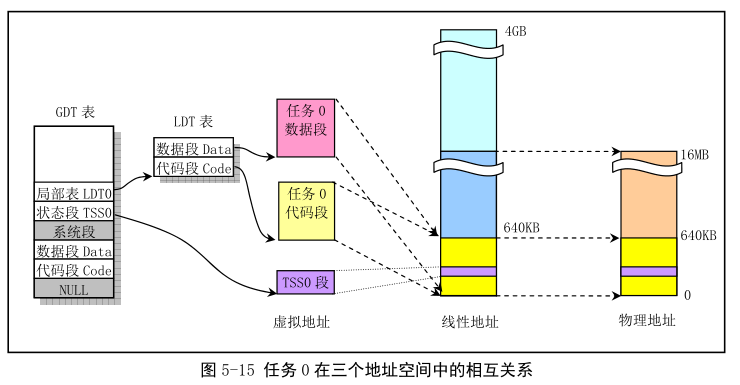 GDT 表
局部表 LDT0
状态段 TSS0
系统段
数据段 Data
代码段 Code
NULL
LDT 表
数据段 Data
代码段 Code
任务 0
数据段
任务 0
代码段
TSS0 段
虚拟地址
4GB
640KB
线性地址
16MB
640KB
0
物理地址
图 5-15 任务 0 在三个地址空间中的相互关系